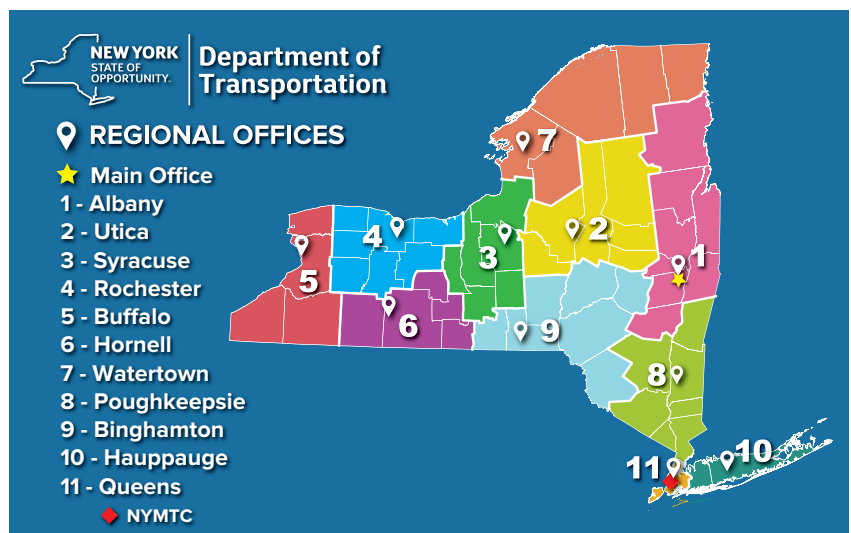 NEW YORK
STATE OF
OPPORTUNITY.
Department of
Transportation
REGIONAL OFFICES
Main Office
1 - Albany
2 - Utica
3 - Syracuse
4 - Rochester
5 - Buffalo
6 - Hornell
7 - Watertown
8 - Poughkeepsie
9 - Binghamton
10 - Hauppauge
11 - Queens
NYMTC
7
2
4
3
1
5
6
9
8
10
11